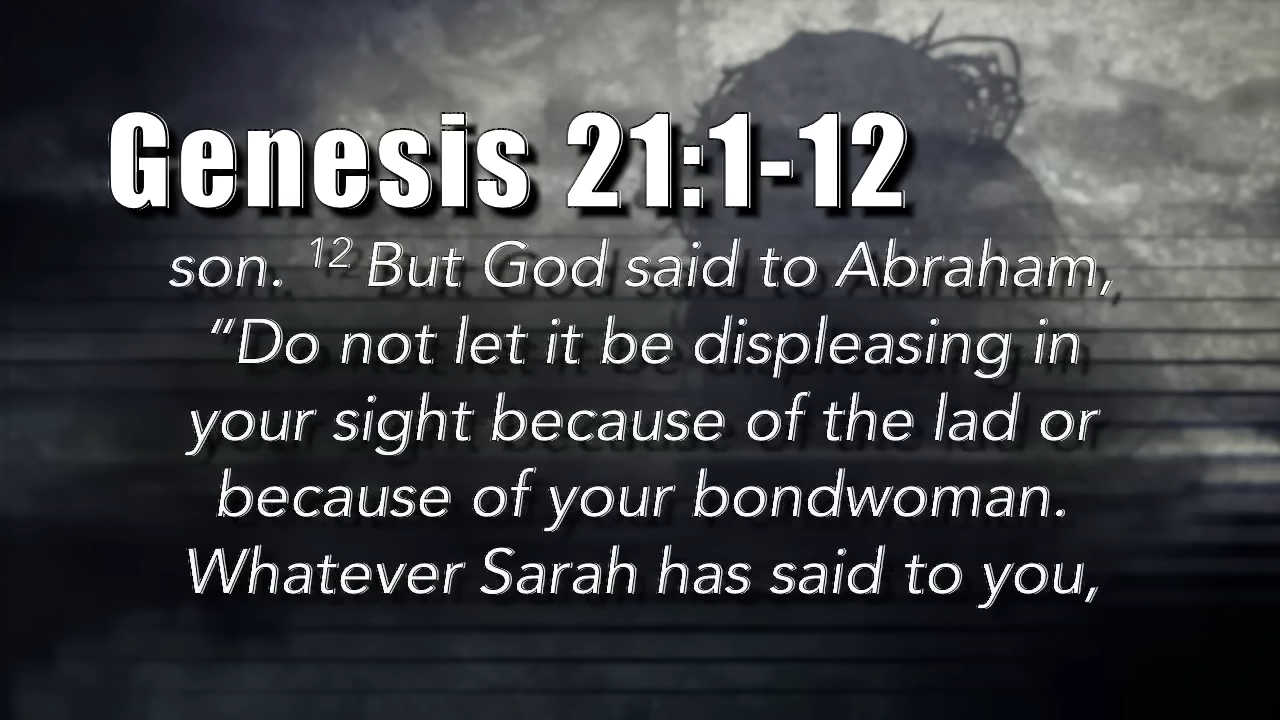 Genesis 21:1-12
son. 12 But God said to Abraham,
“Do not let it be displeasing in
your sight because of the lad or
because of your bondwoman.
Whatever Sarah has said to you,